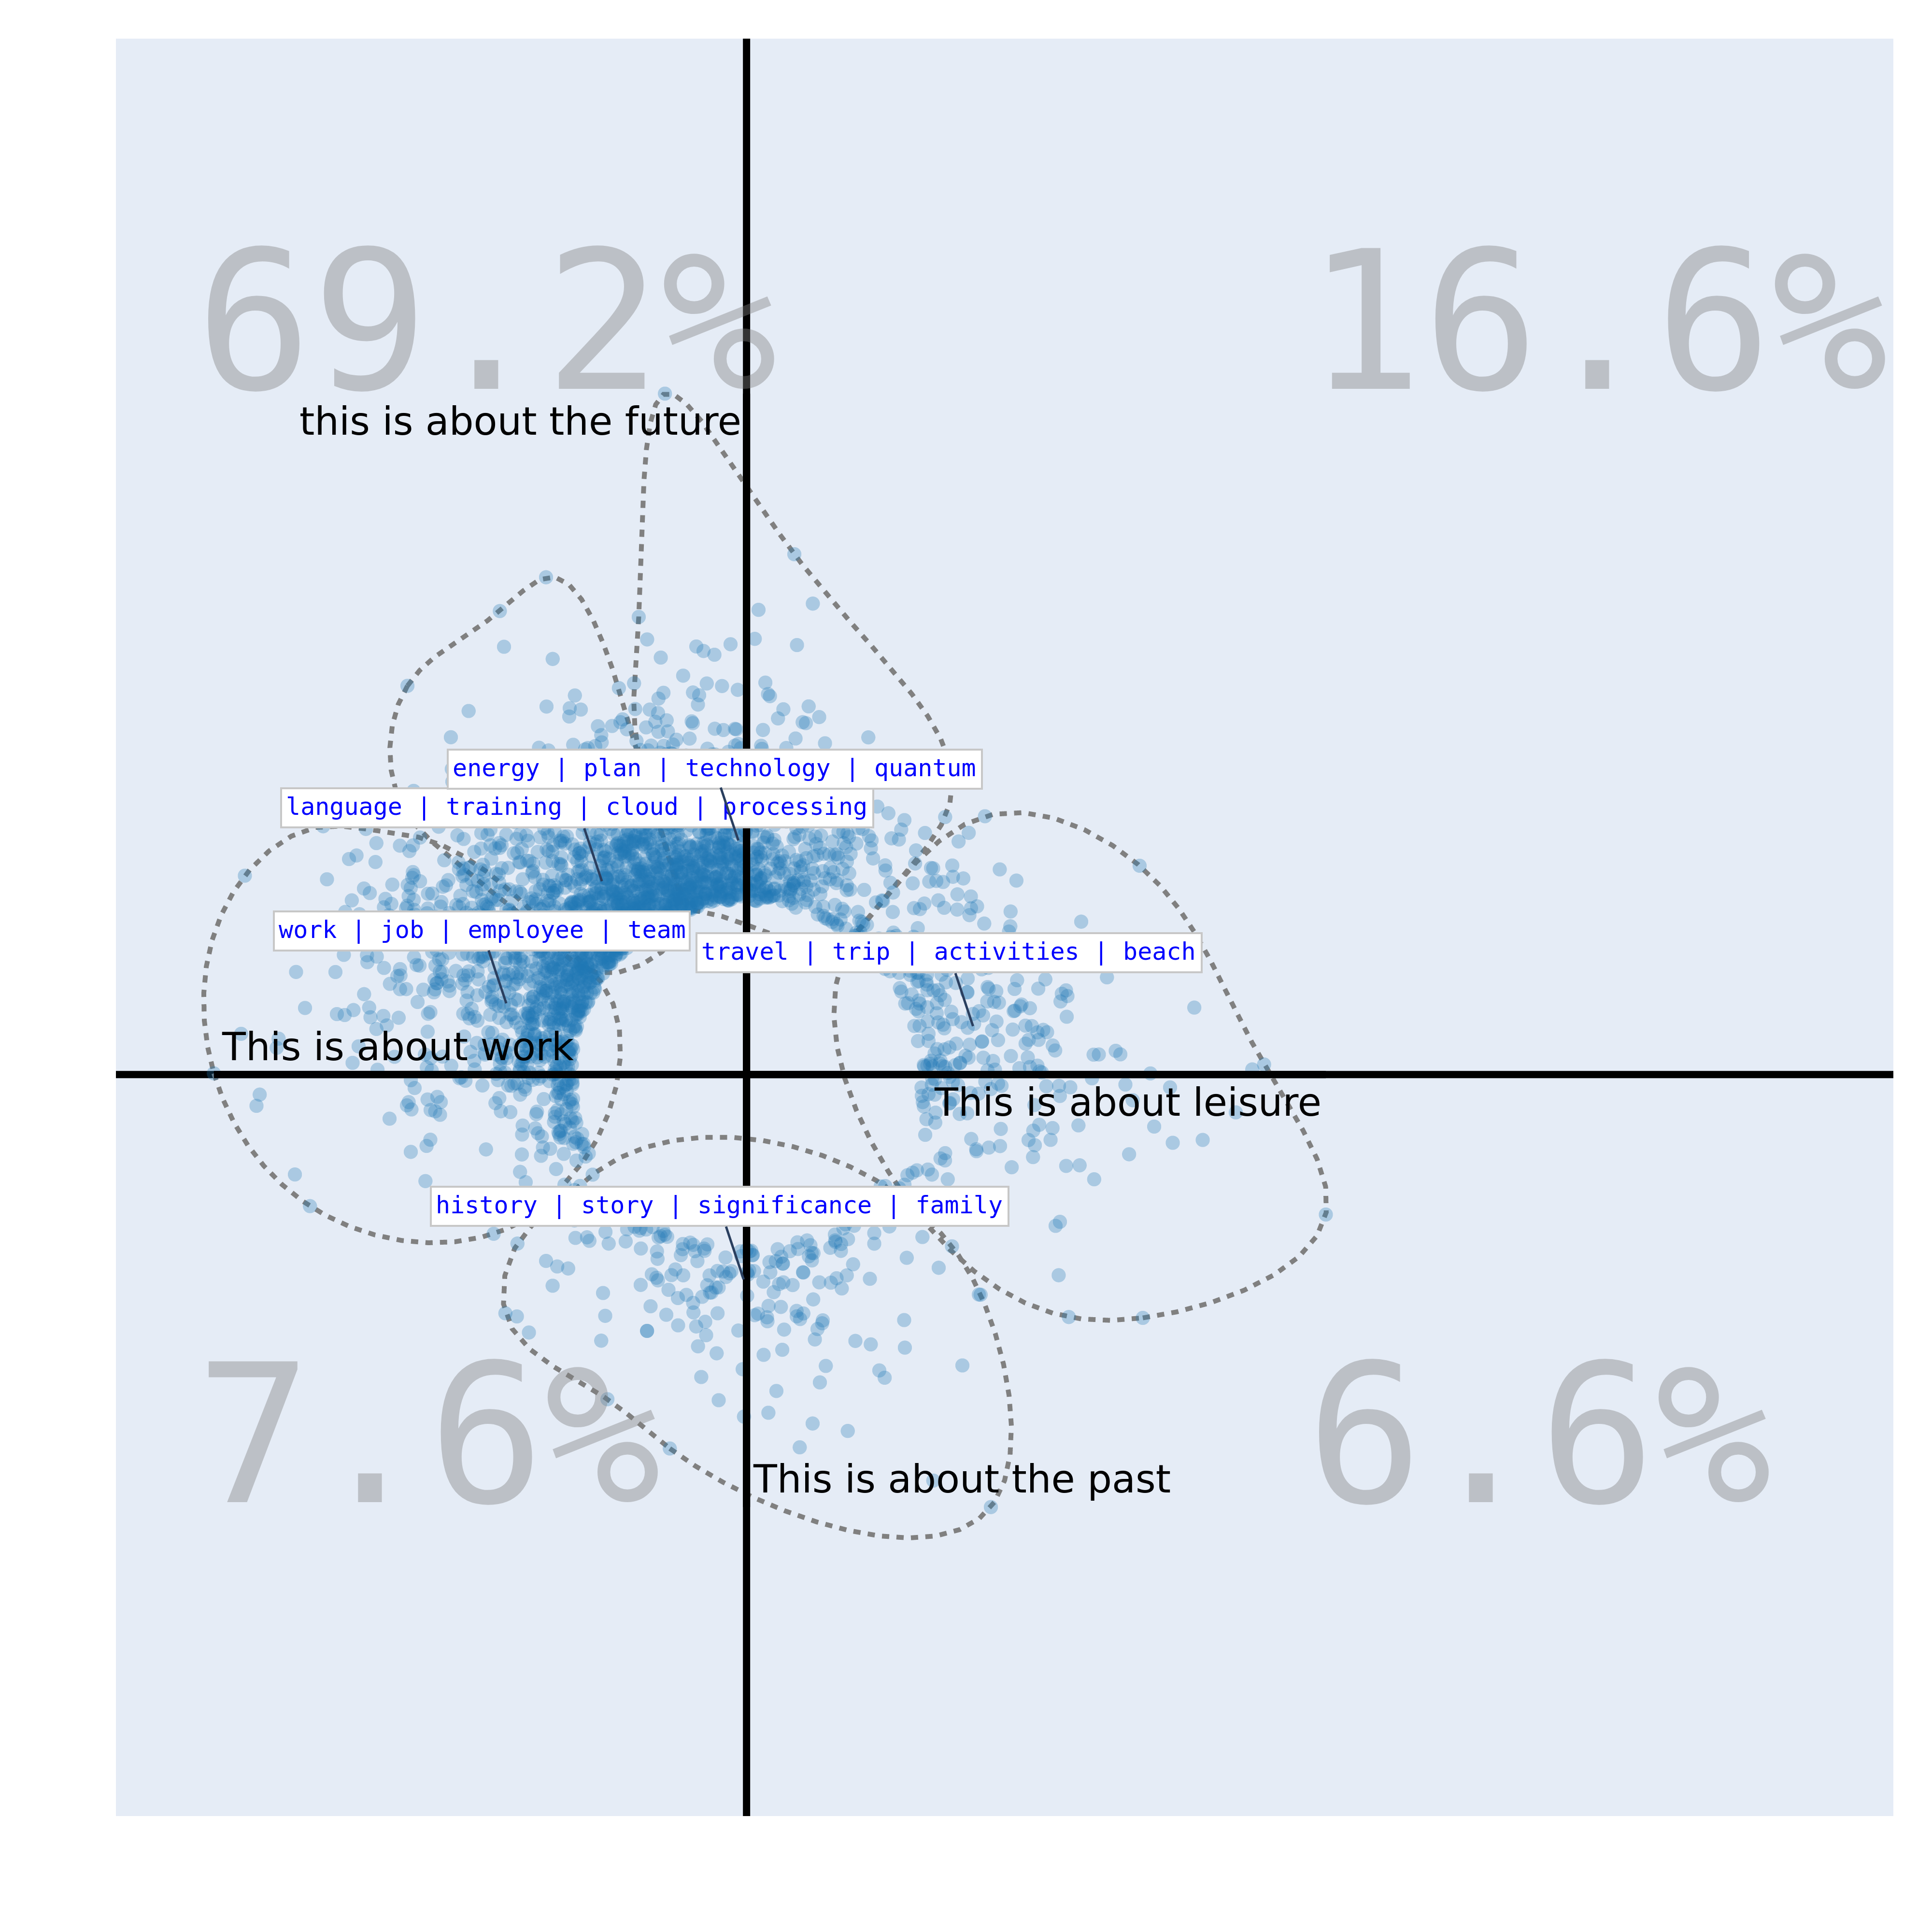 69.2%
16.6%
this is about the future
energy | plan | technology | quantum
language | training | cloud | processing
work | job | employee | team
travel | trip | activities | beach
This is about work
This is about leisure
history | story | significance | family
7.6%
6.6%
This is about the past